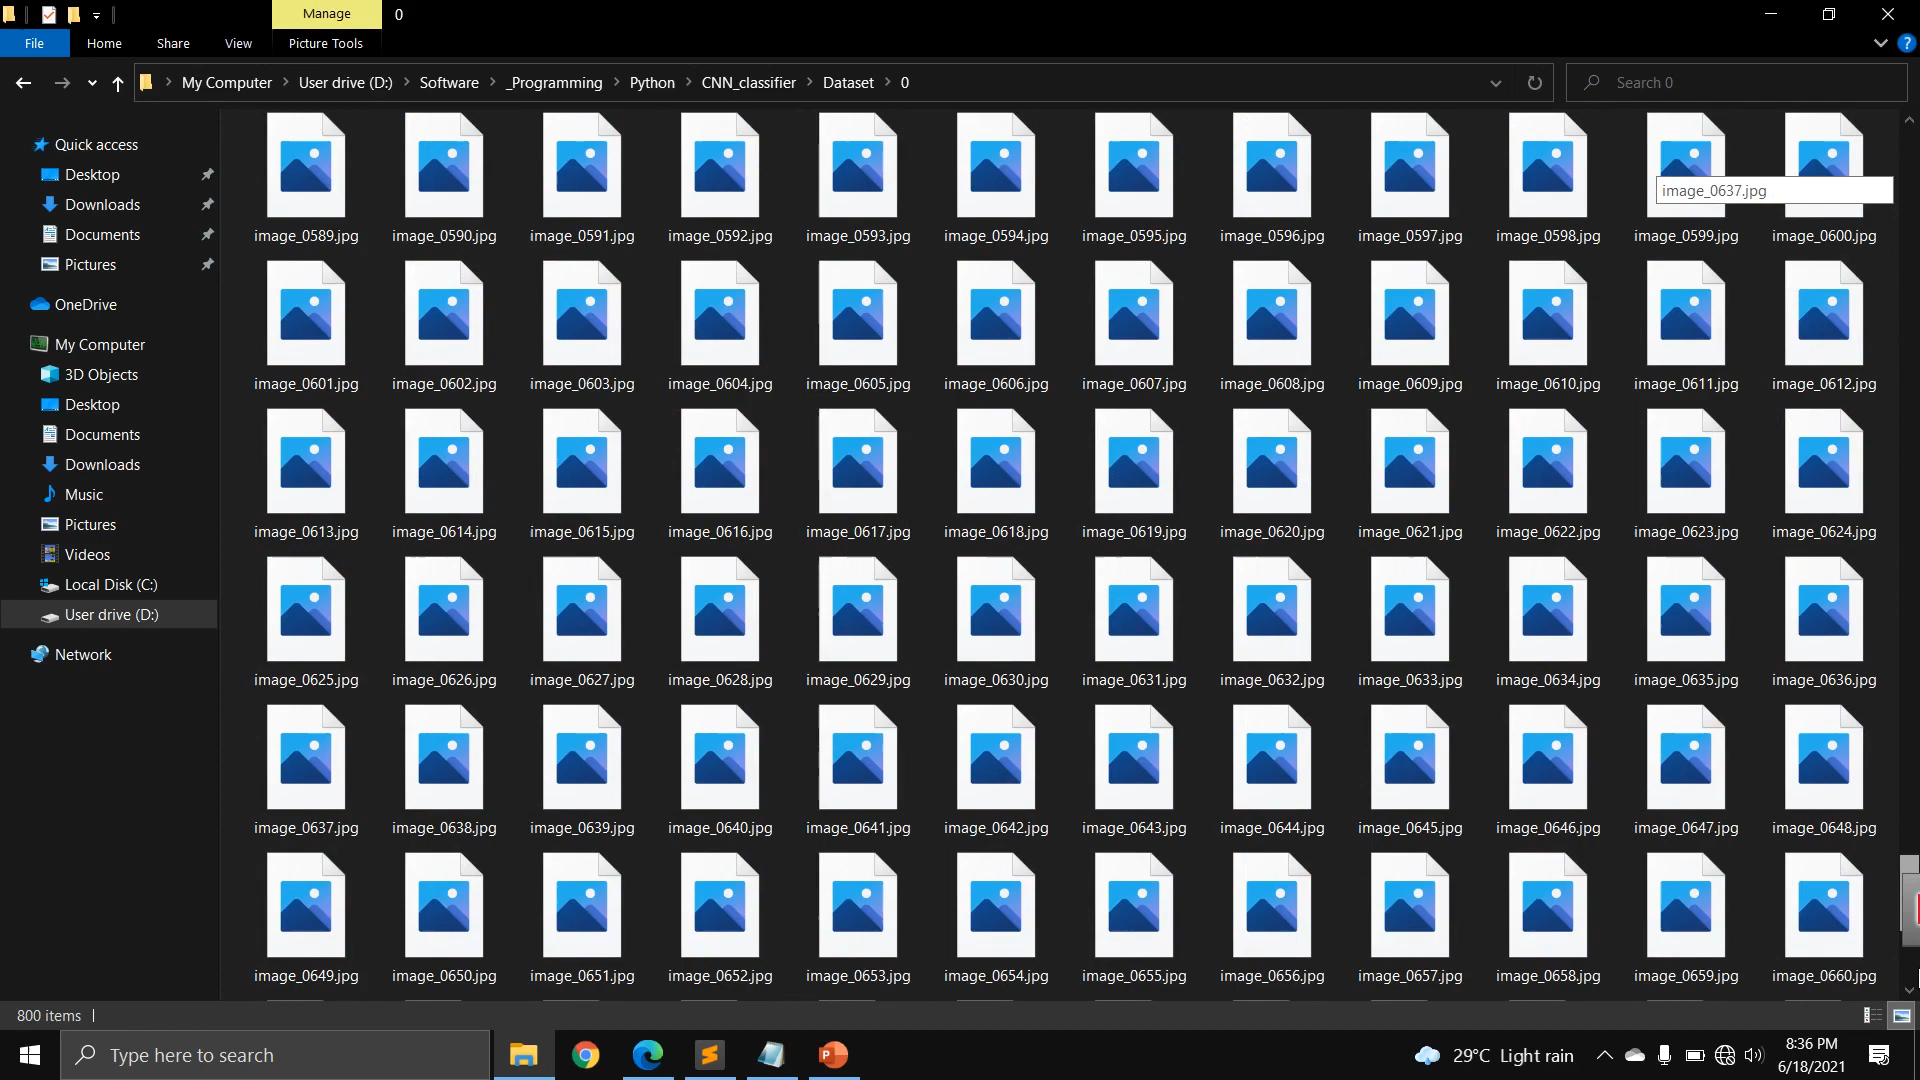 Manage
0
File
Home
Share
View
Picture Tools
My Computer
User drive (D:)
Software
_Programming
Python
CNN_classifier
Dataset
0
Search 0
Quick access
Desktop
Downloads
Documents
Pictures
OneDrive
My Computer
3D Objects
Desktop
Documents
Downloads
Music
Pictures
Videos
Local Disk (C:)
User drive (D:)
Network
image_0637.jpg
image_0589.jpg image_0590.jpg image_0591.jpg image_0592.jpg image_0593.jpg image_0594.jpg image_0595.jpg image_0596.jpg image_0597.jpg image_0598.jpg image_0599.jpg image_0600.jpg
image_0601.jpg image_0602.jpg image_0603.jpg image_0604.jpg image_0605.jpg image_0606.jpg image_0607.jpg image_0608.jpg image_0609.jpg image_0610.jpg image_0611.jpg image_0612.jpg
image_0613.jpg image_0614.jpg image_0615.jpg image_0616.jpg image_0617.jpg image_0618.jpg image_0619.jpg image_0620.jpg image_0621.jpg image_0622.jpg image_0623.jpg image_0624.jpg
image_0625.jpg image_0626.jpg image_0627.jpg image_0628.jpg image_0629.jpg image_0630.jpg image_0631.jpg image_0632.jpg image_0633.jpg image_0634.jpg image_0635.jpg image_0636.jpg
image_0637.jpg image_0638.jpg image_0639.jpg image_0640.jpg image_0641.jpg image_0642.jpg image_0643.jpg image_0644.jpg image_0645.jpg image_0646.jpg image_0647.jpg image_0648.jpg
image_0649.jpg image_0650.jpg image_0651.jpg image_0652.jpg image_0653.jpg image_0654.jpg image_0655.jpg image_0656.jpg image_0657.jpg image_0658.jpg image_0659.jpg image_0660.jpg
800 items
Type here to search
29°C Light rain
8:36 PM
6/18/2021